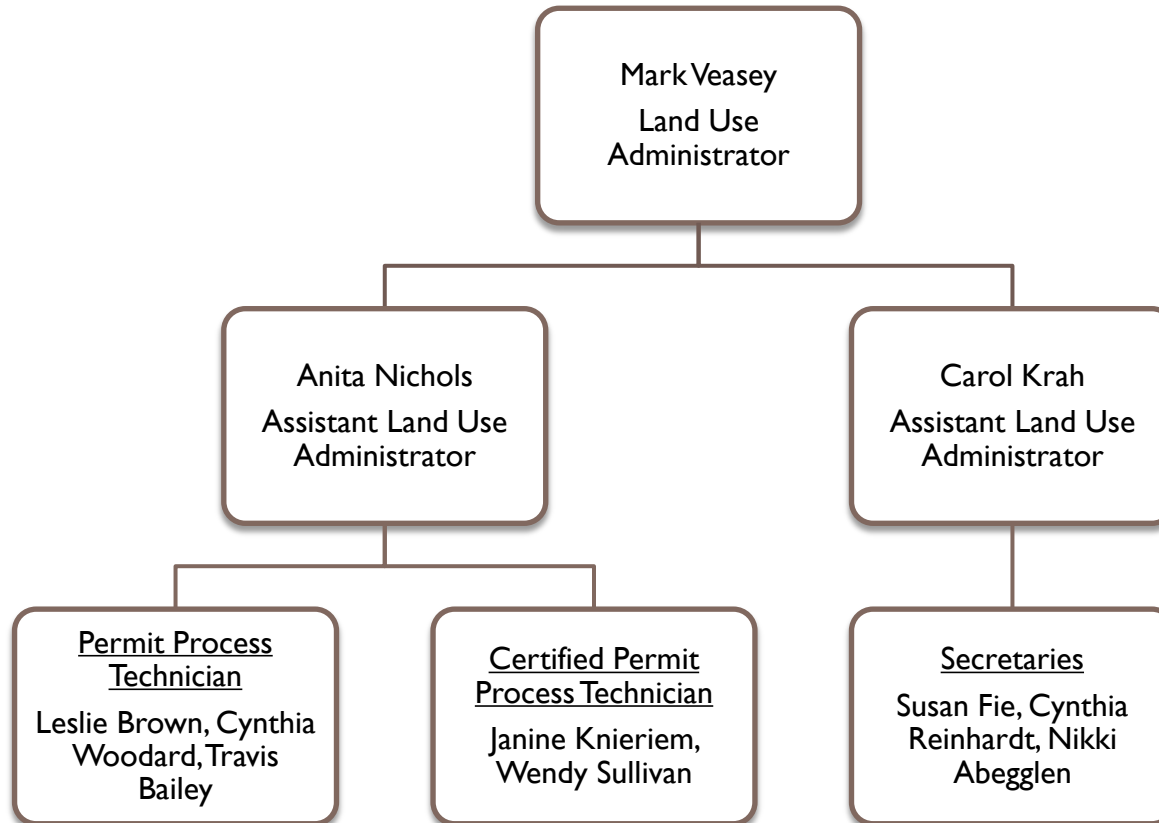 Mark Veasey
Land Use
Administrator
Anita Nichols
Assistant Land Use
Administrator
Carol Krah
Assistant Land Use
Administrator
Permit Process
Technician
Leslie Brown, Cynthia
Woodard, Travis
Bailey
Certified Permit
Process Technician
Janine Knieriem,
Wendy Sullivan
Secretaries
Susan Fie, Cynthia
Reinhardt, Nikki
Abegglen